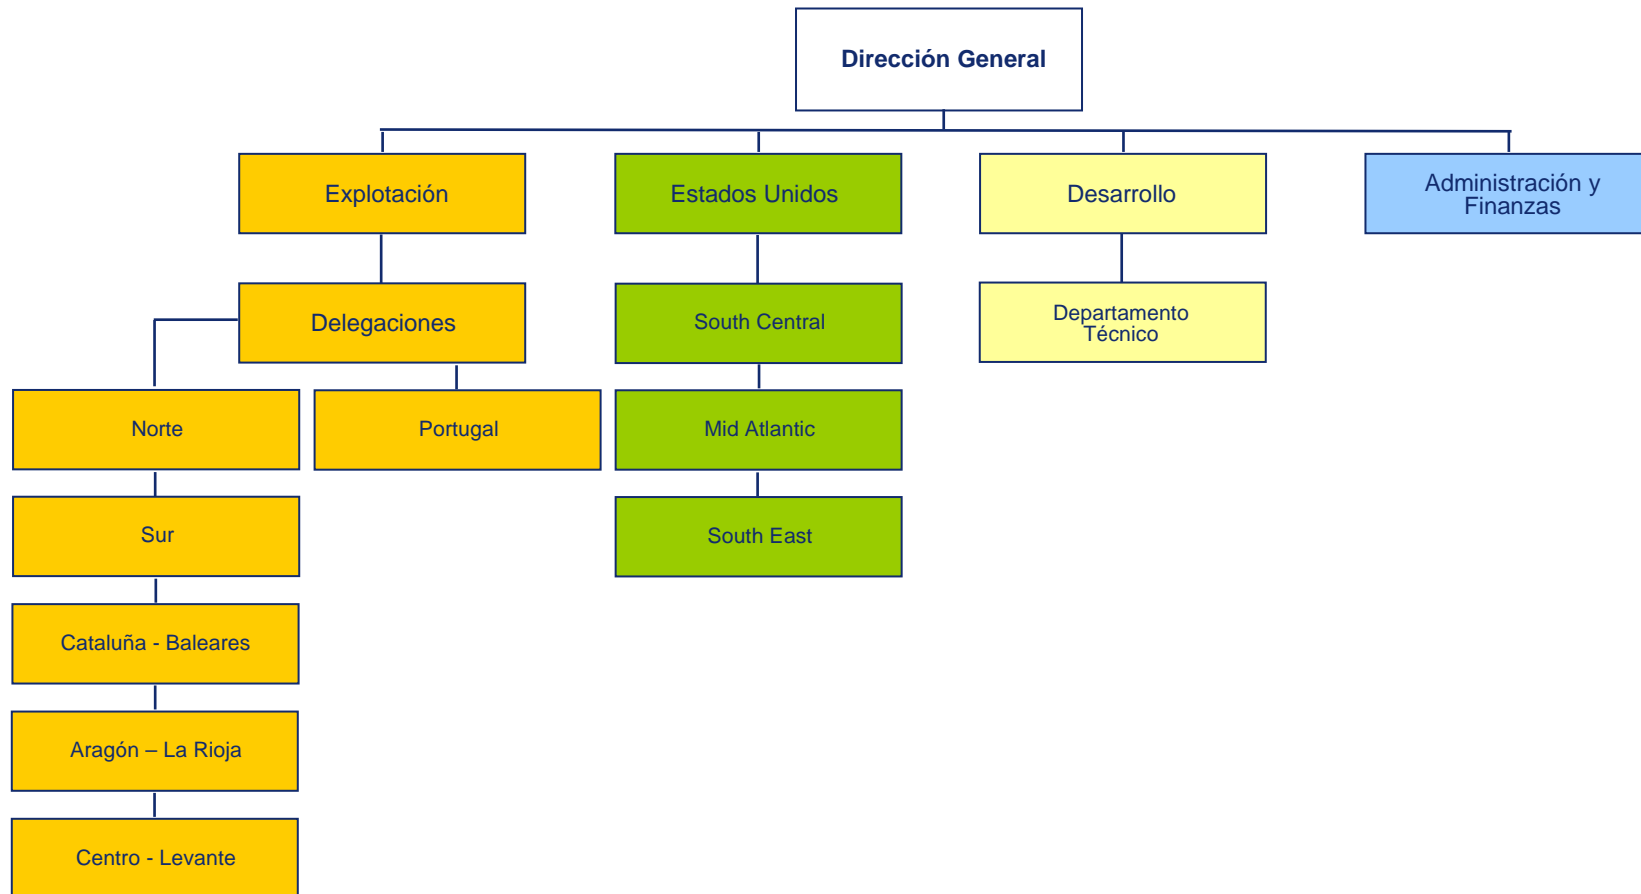 Dirección General
Explotación
Estados Unidos
Desarrollo
Administración y
Finanzas
Delegaciones
South Central
Departamento
Técnico
Norte
Portugal
Mid Atlantic
Sur
South East
Cataluña - Baleares
Aragón – La Rioja
Centro - Levante